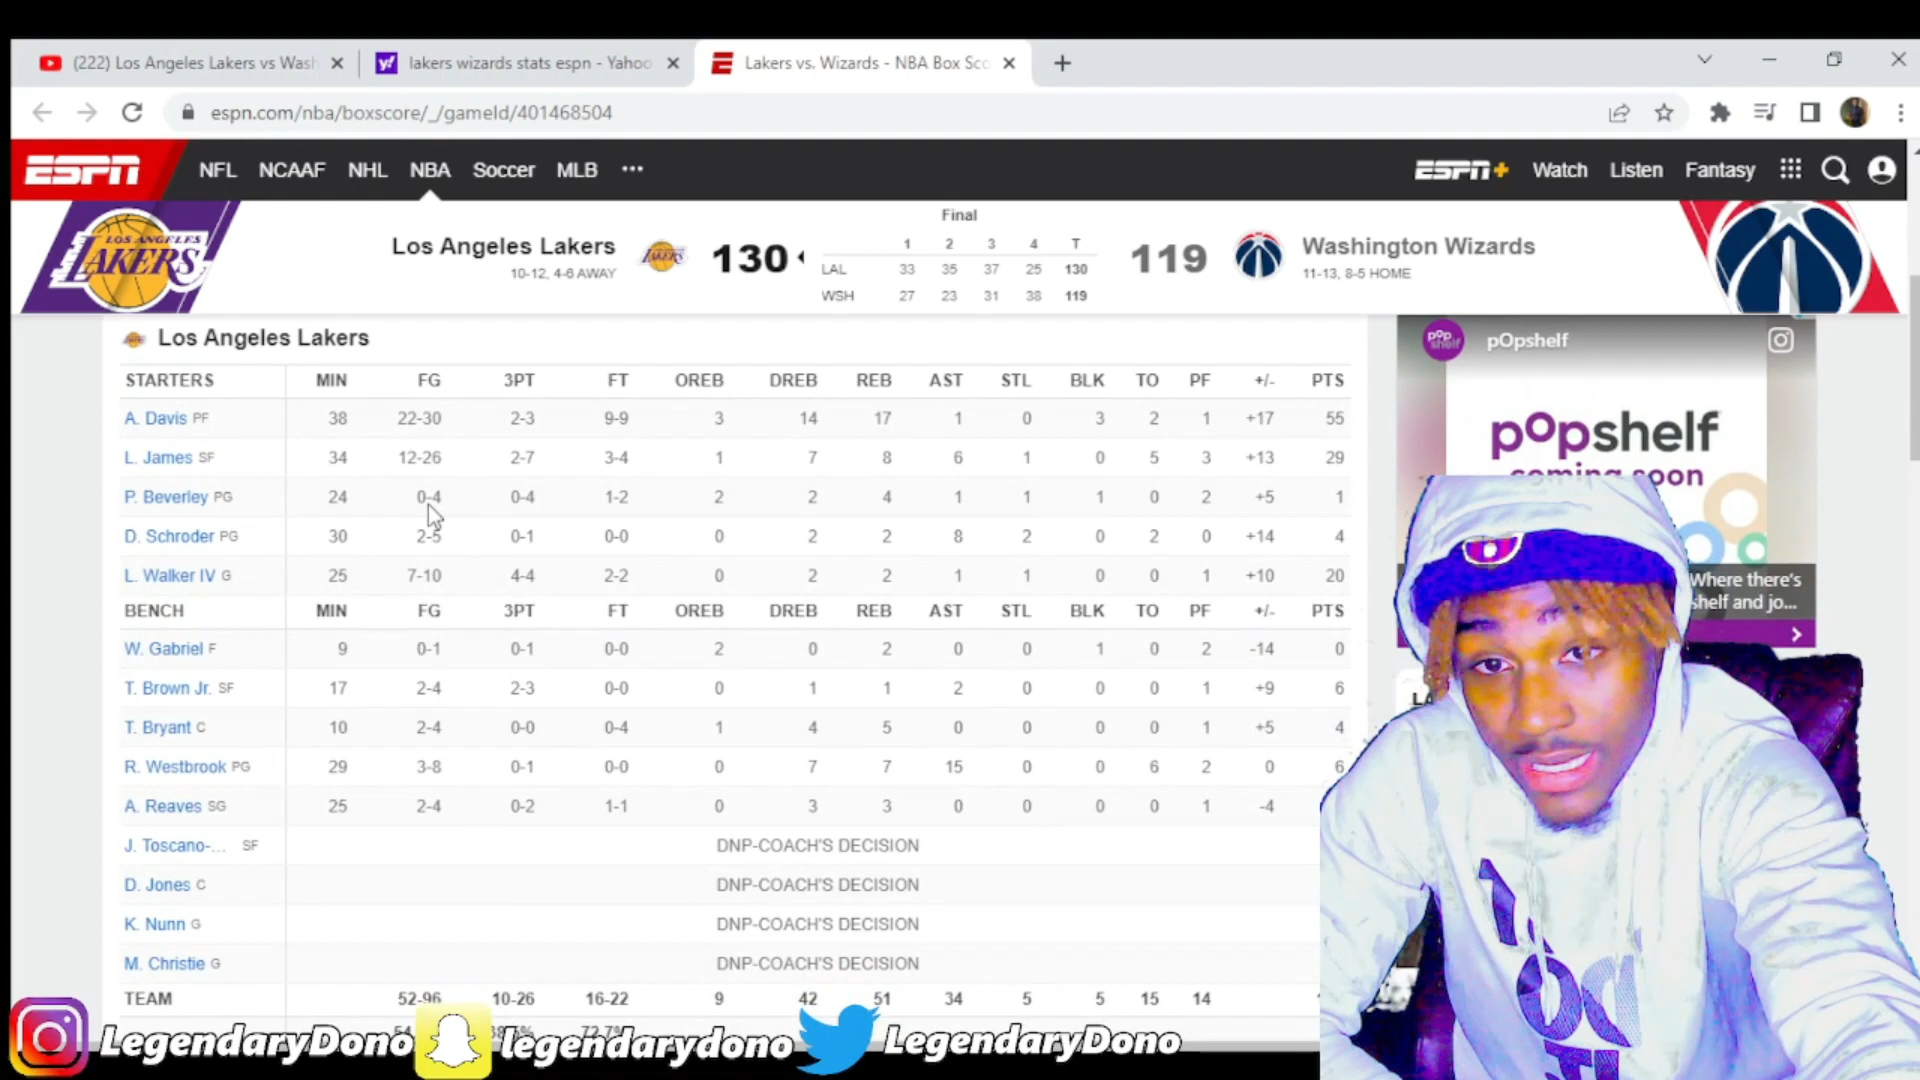 (222) Los Angeles Lakers vs Wash
lakers wizards stats espn - Yahoo
Lakers vs. Wizards - NBA Box Sco
espn.com/nba/boxscore/_/gameId/401468504
ESPN NFL NCAAF NHL NBA Soccer MLB ••• ESPN+ Watch Listen Fantasy
LOS ANGELES
LAKERS
Los Angeles Lakers
10-12, 4-6 AWAY
LAKERS
130
Final
1 2 3 4 T
LAL 33 35 37 25 130
WSH 27 23 31 38 119
119
Washington Wizards
11-13, 8-5 HOME
Los Angeles Lakers
STARTERS MIN FG 3PT FT OREB DREB REB AST STL BLK TO PF +/- PTS
A. Davis PF 38 22-30 2-3 9-9 3 14 17 1 0 3 2 1 +17 55
L. James SF 34 12-26 2-7 3-4 1 7 8 6 1 0 5 3 +13 29
P. Beverley PG 24 0-4 0-4 1-2 2 2 4 1 1 1 0 2 +5 1
D. Schroder PG 30 2-5 0-1 0-0 0 2 2 8 2 0 2 0 +14 4
L. Walker IV G 25 7-10 4-4 2-2 0 2 2 1 1 0 0 1 +10 20
BENCH MIN FG 3PT FT OREB DREB REB AST STL BLK TO PF +/- PTS
W. Gabriel F 9 0-1 0-1 0-0 2 0 2 0 0 1 0 2 -14 0
T. Brown Jr. SF 17 2-4 2-3 0-0 0 1 1 2 0 0 0 1 +9 6
T. Bryant C 10 2-4 0-0 0-4 1 4 5 0 0 0 0 1 +5 4
R. Westbrook PG 29 3-8 0-1 0-0 0 7 7 15 0 0 6 2 0 6
A. Reaves SG 25 2-4 0-2 1-1 0 3 3 0 0 0 0 1 -4
J. Toscano-... SF DNP-COACH'S DECISION
D. Jones C DNP-COACH'S DECISION
K. Nunn G DNP-COACH'S DECISION
M. Christie G DNP-COACH'S DECISION
TEAM 52-96 10-26 16-22 9 42 51 34 5 5 15 14
pop shelf
pOpshelf
popshelf
coming soon
Where there's
shelf and jo...
LegendaryDono legendarydono LegendaryDono